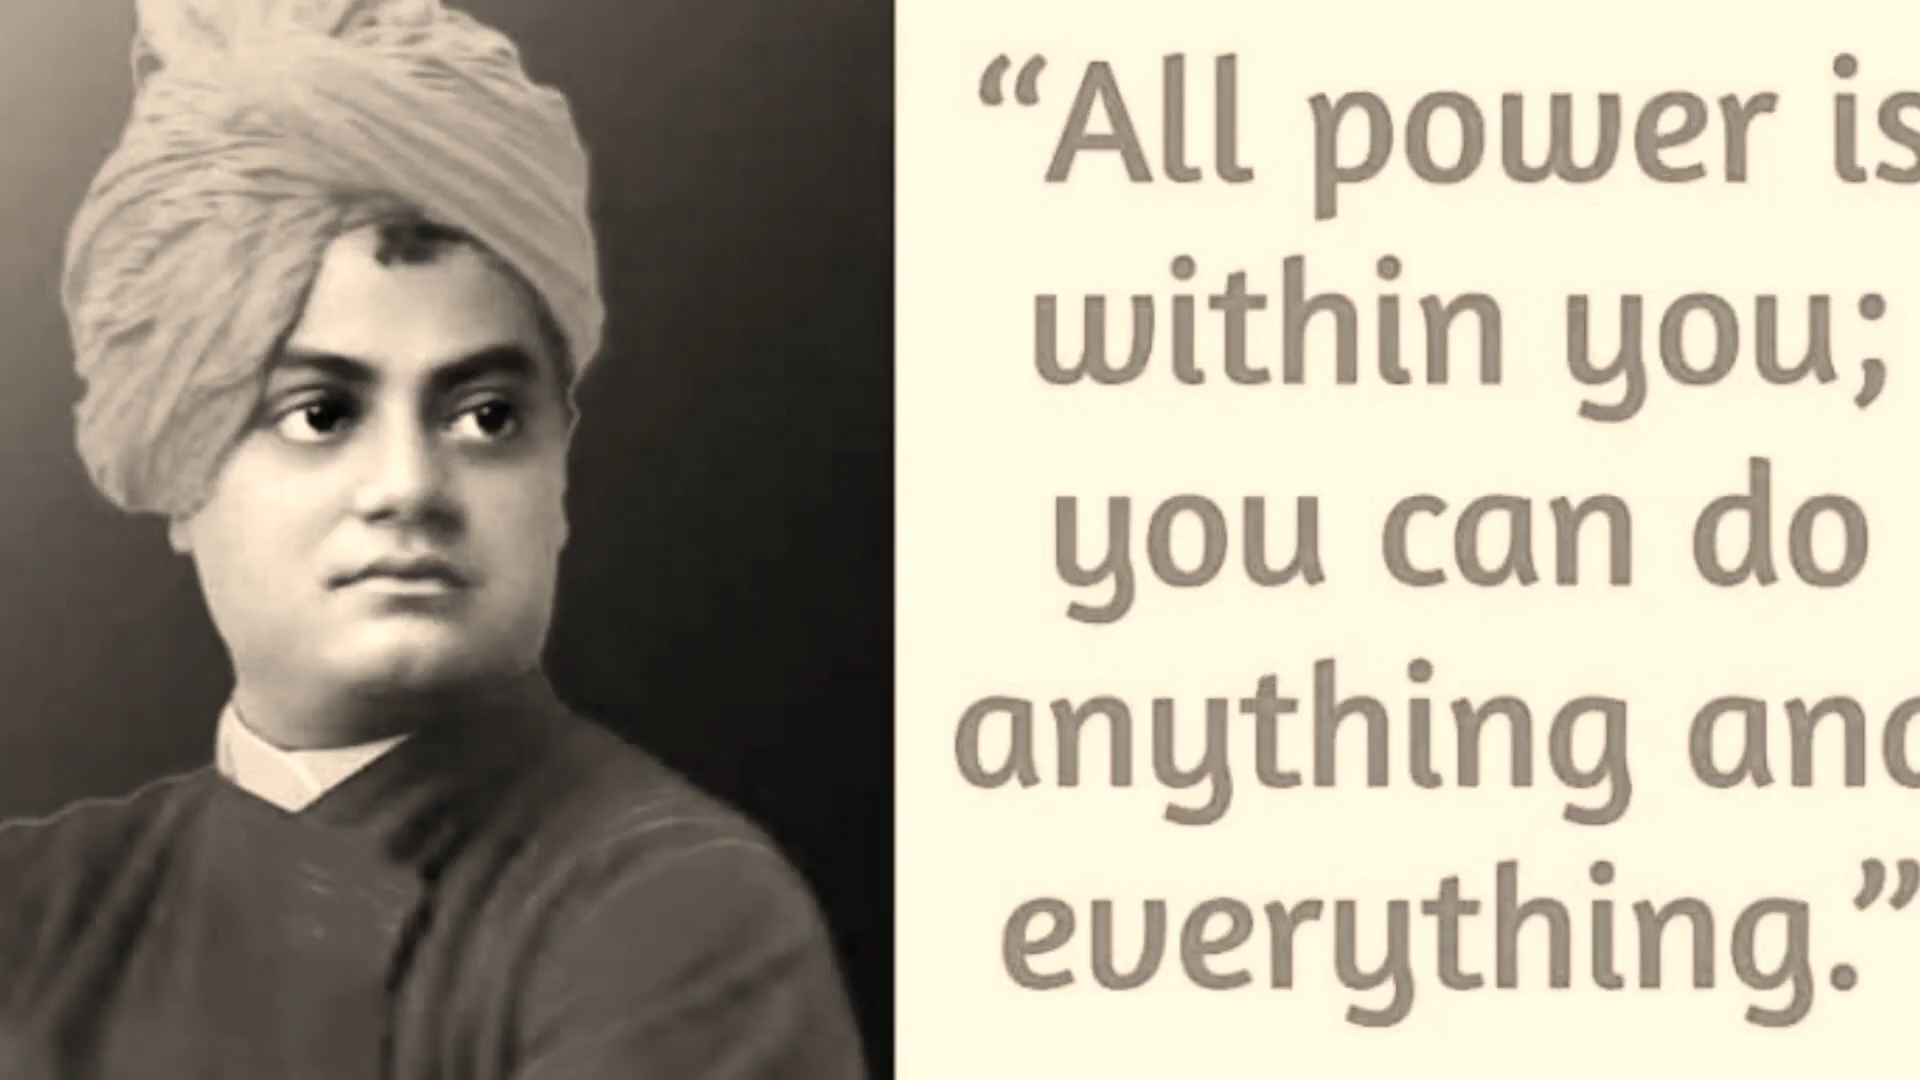 “All power is
within you;
you can do
anything and
everything.”